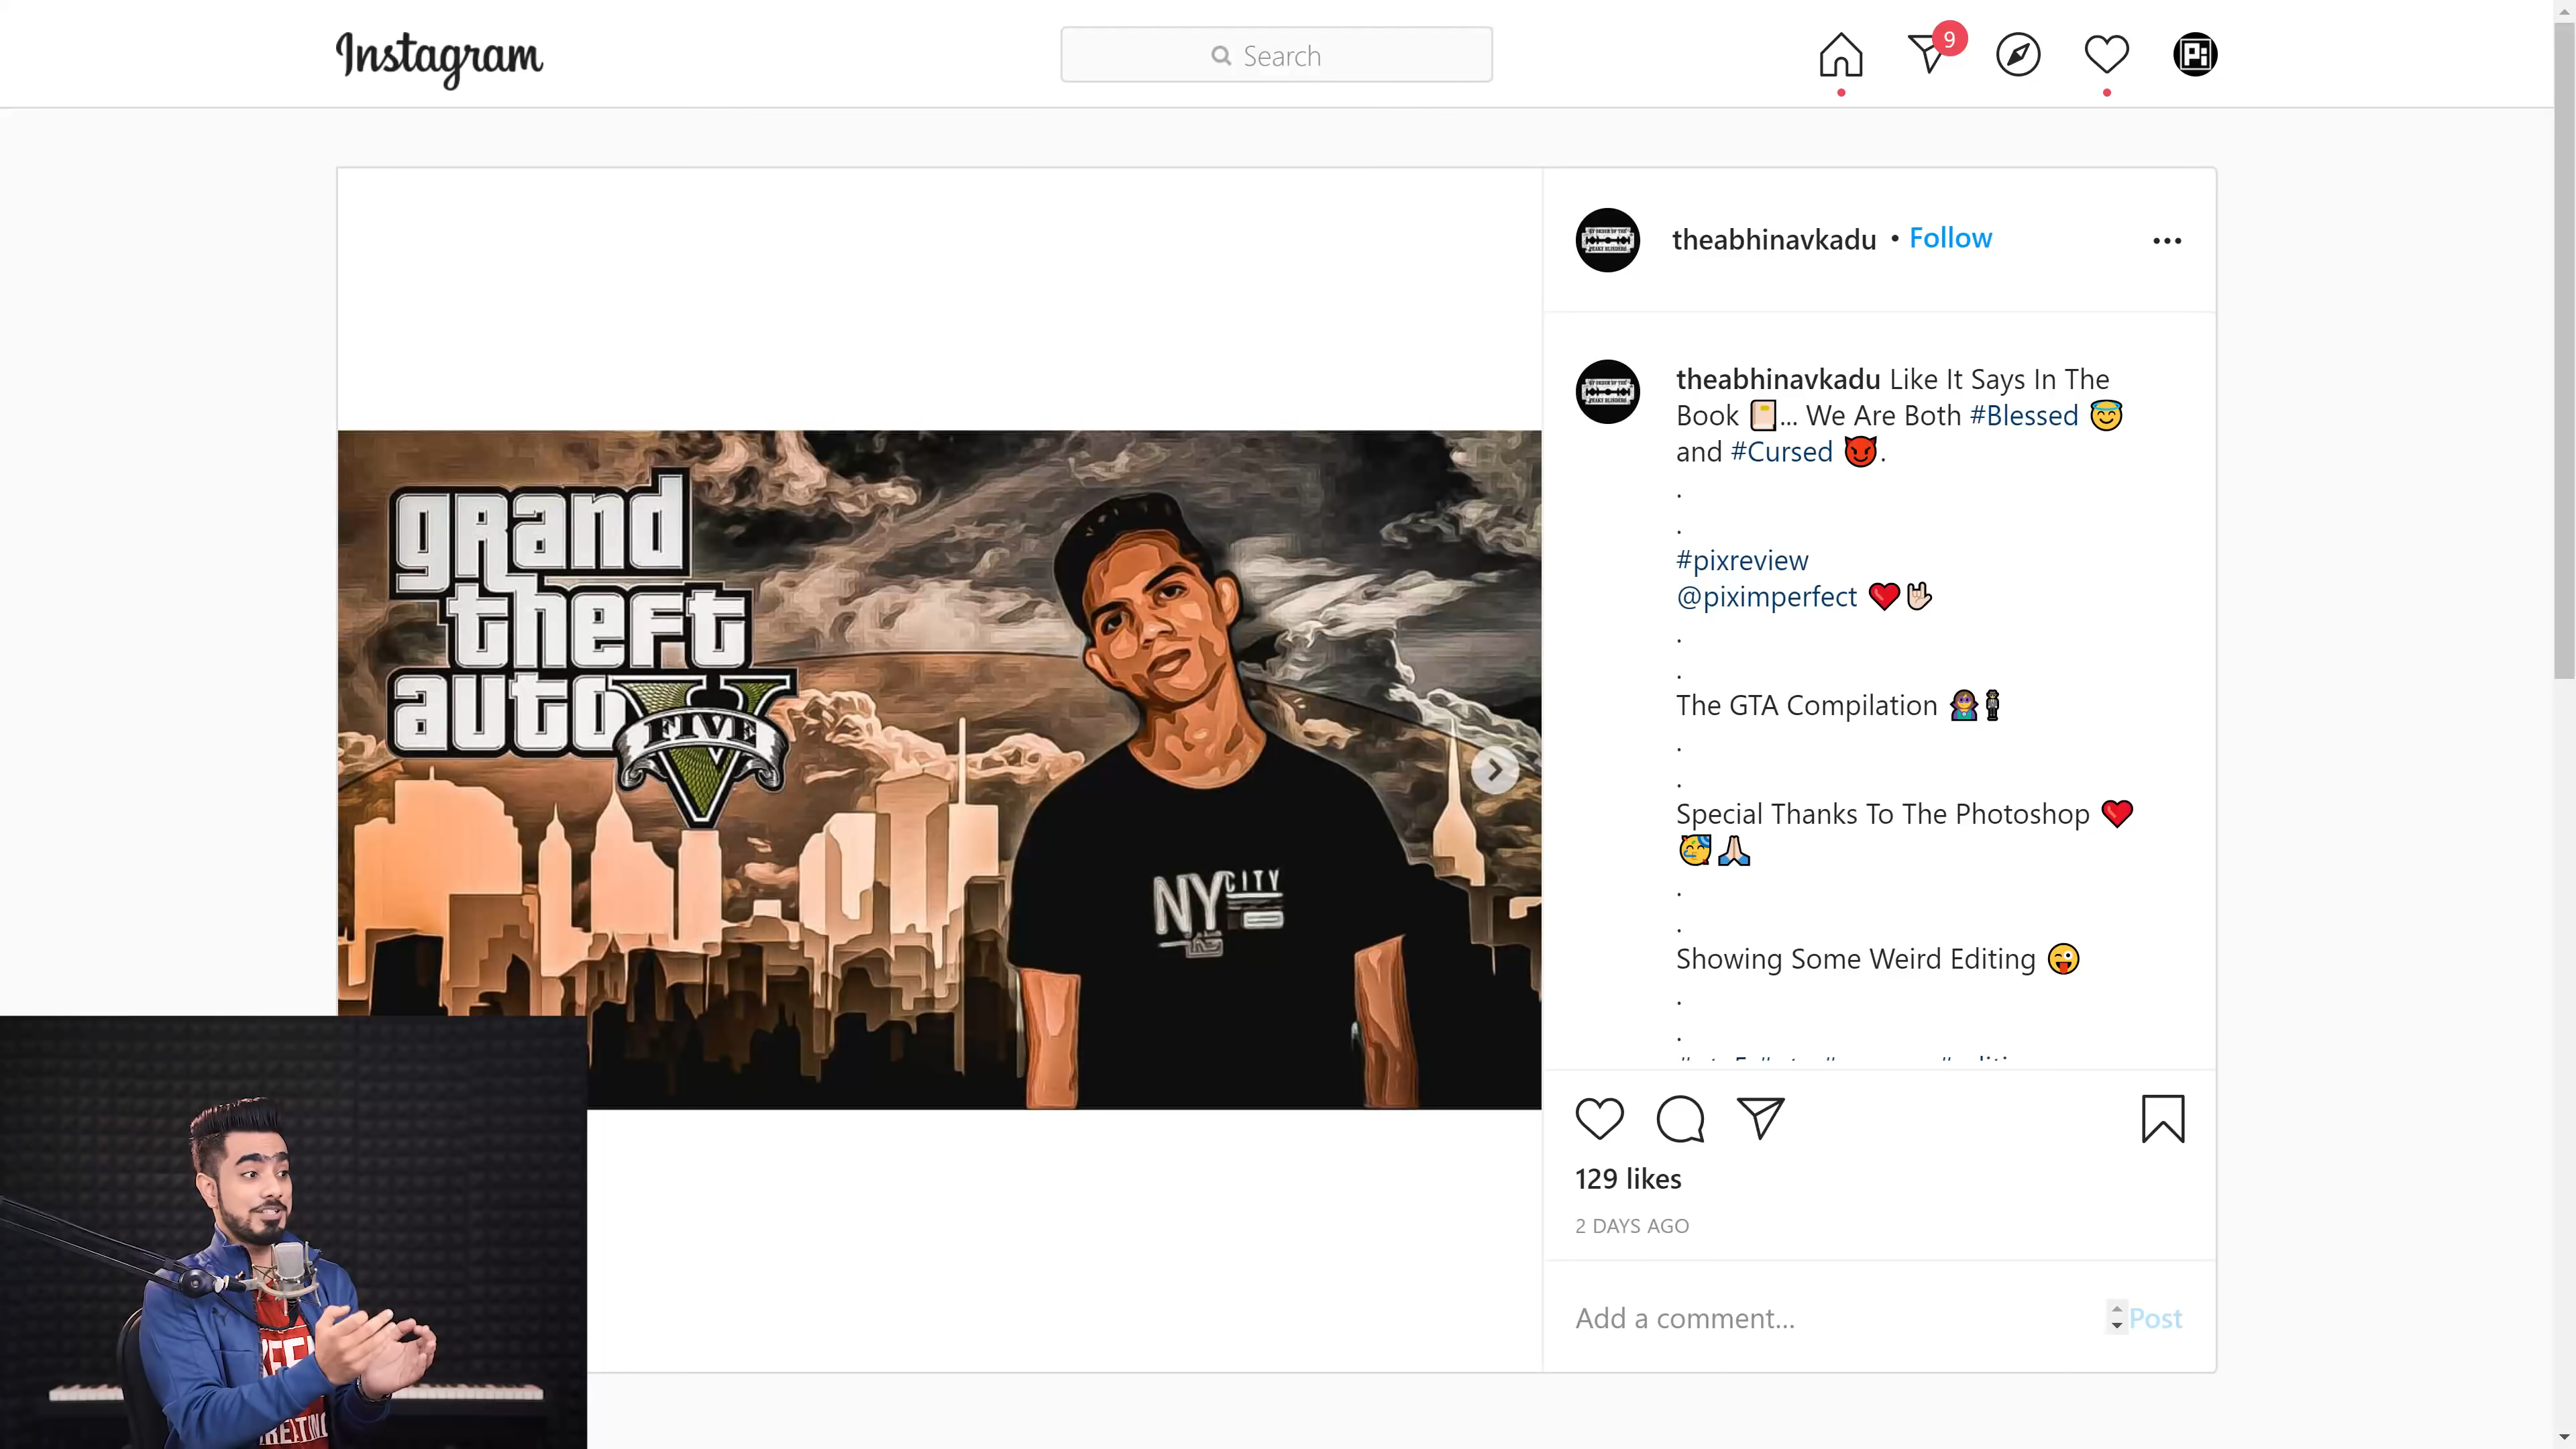 Instagram
Search
9
Pi
theabhinavkadu • Follow
theabhinavkadu Like It Says In The
Book 📔... We Are Both #Blessed 😇
and #Cursed 😈.
.
.
#pixreview
@piximperfect ❤️🤘🏻
.
.
The GTA Compilation 🦹🕴
.
.
Special Thanks To The Photoshop ❤️
🥳🙏🏻
.
.
Showing Some Weird Editing 😜
.
.
129 likes
2 DAYS AGO
Add a comment...
Post
grand
theft
auto
V
FIVE
NY CITY